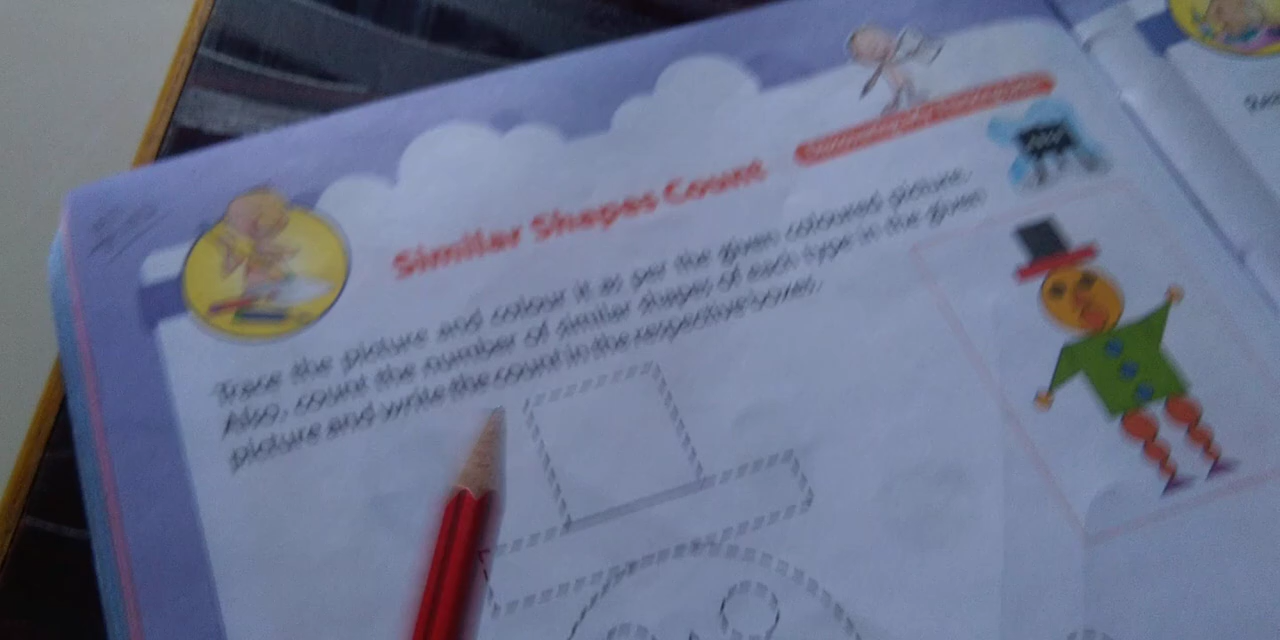 Similar Shapes Count
Trace the picture and colour it as per the given coloured picture.
Also, count the number of similar shapes of each type in the given
picture and write the count in the respective boxes.